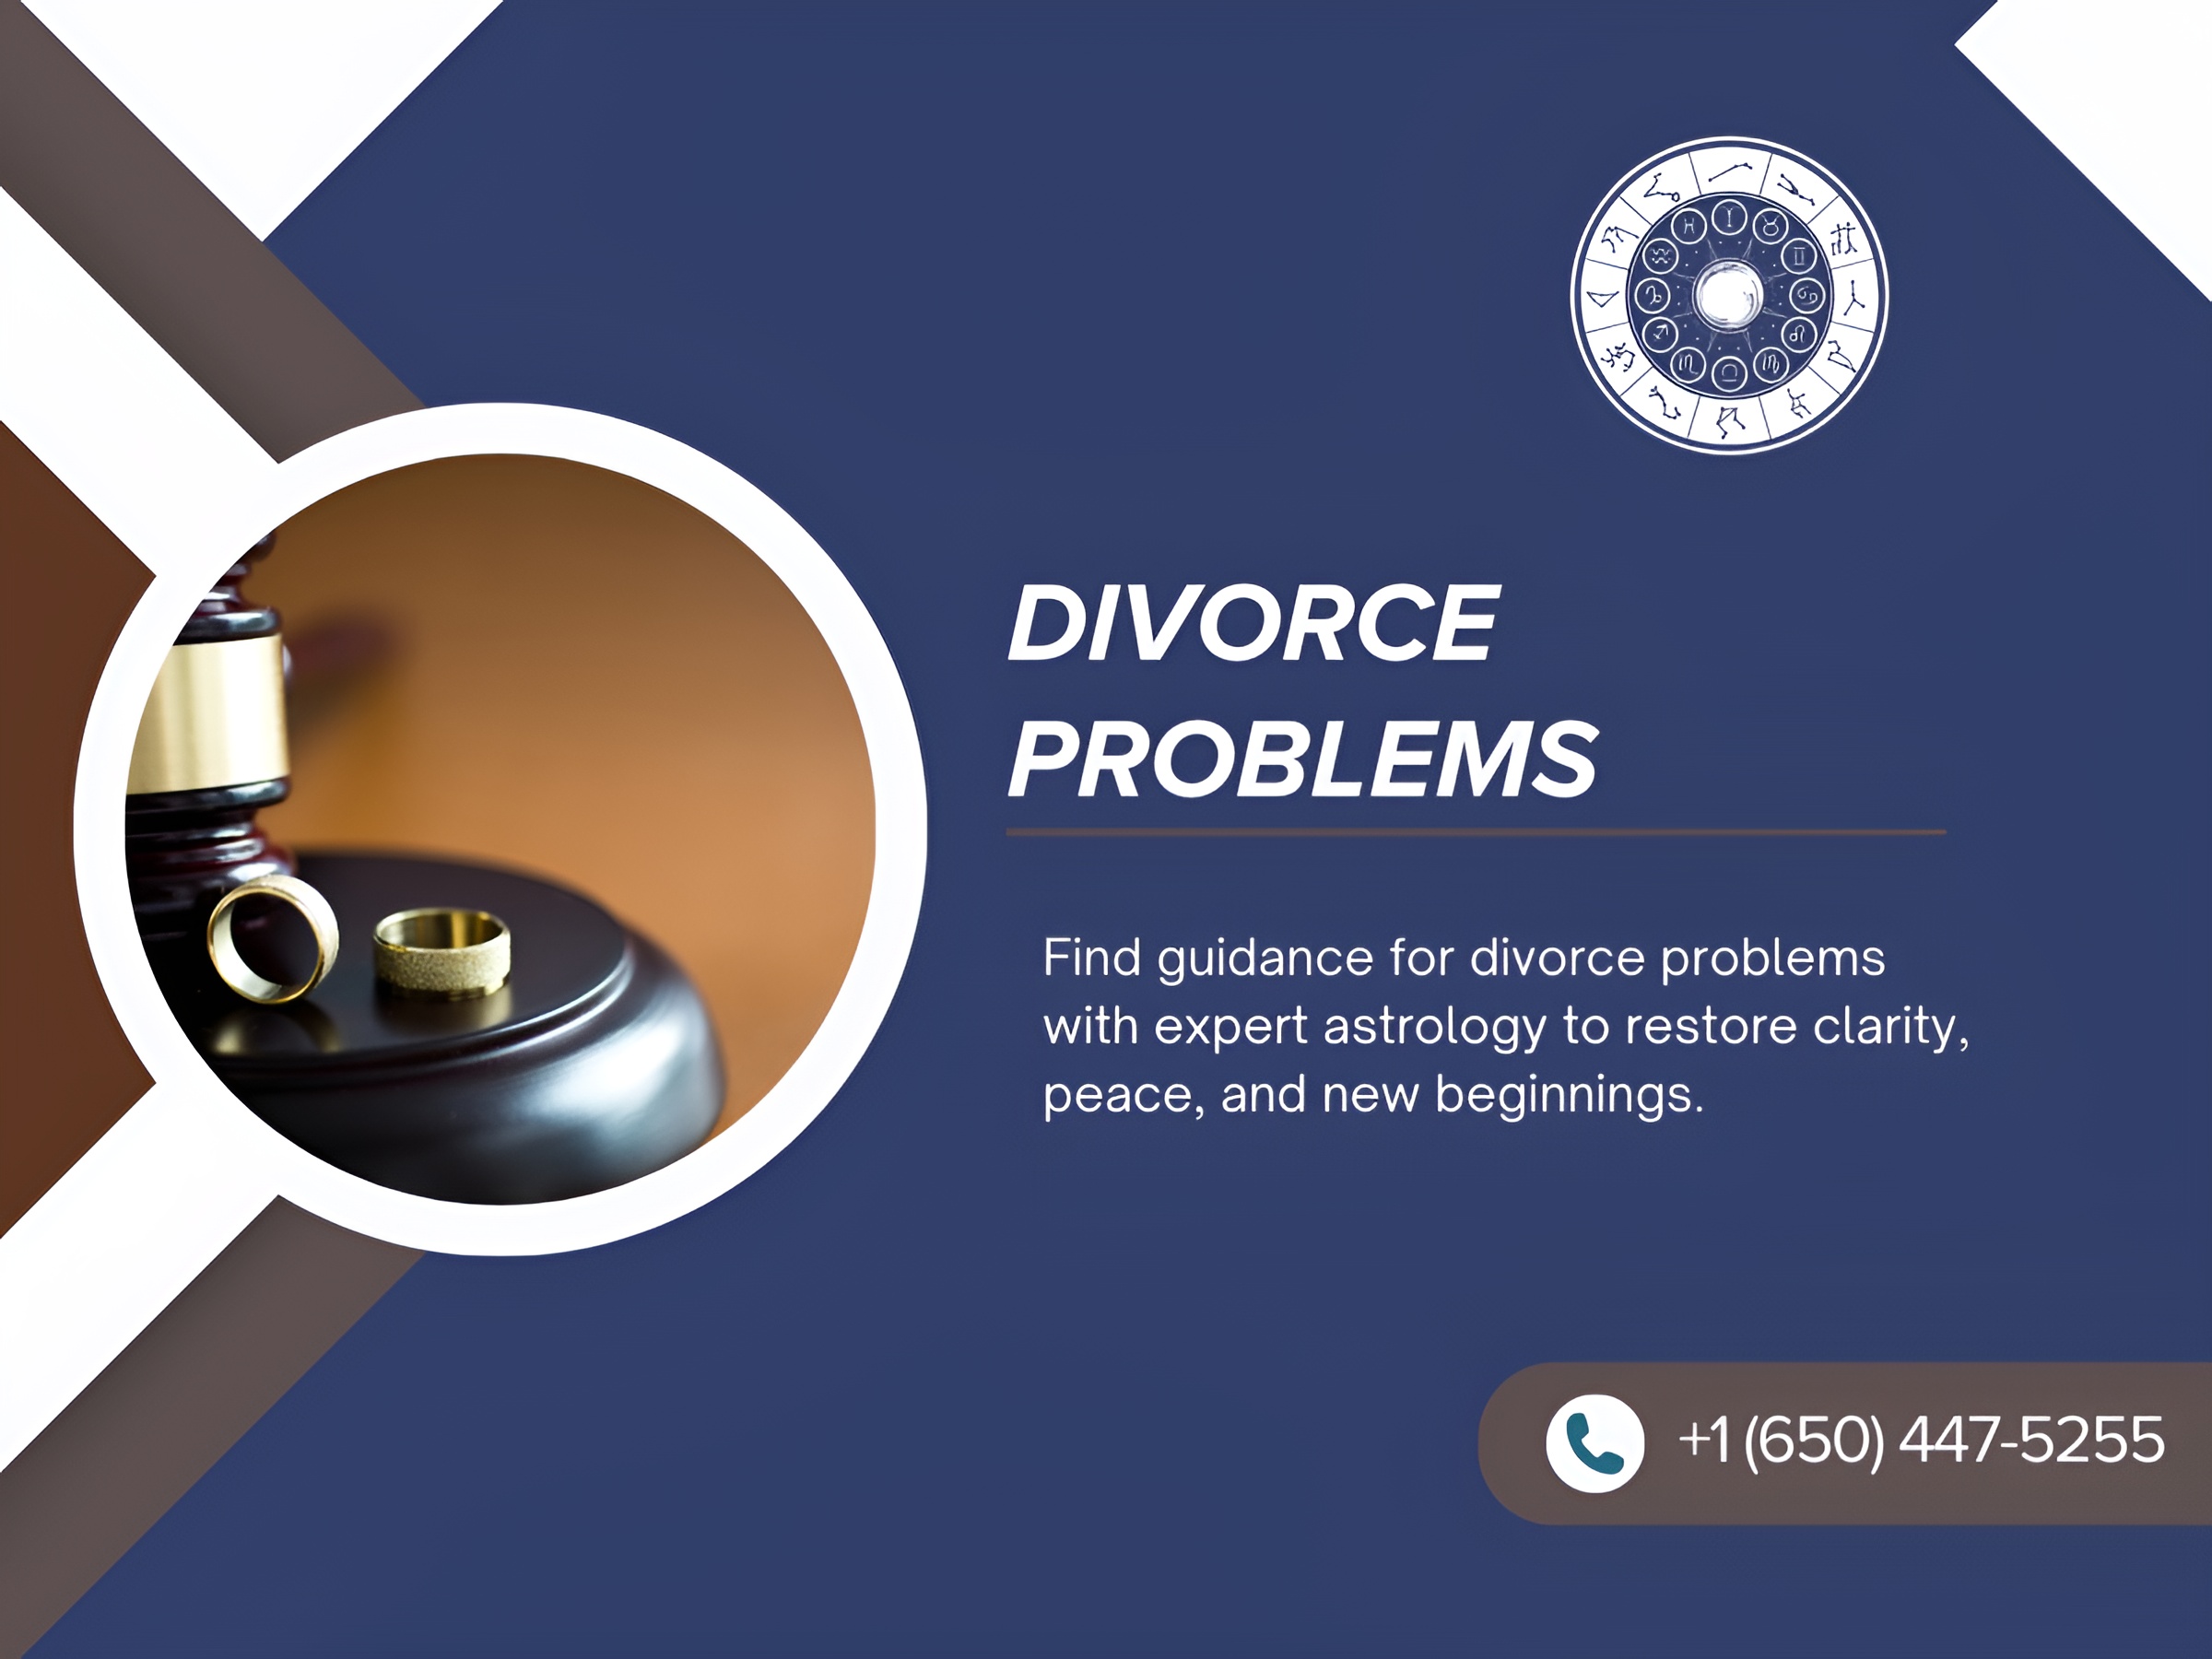 DIVORCE
PROBLEMS
Find guidance for divorce problems
with expert astrology to restore clarity,
peace, and new beginnings.
+1 (650) 447-5255